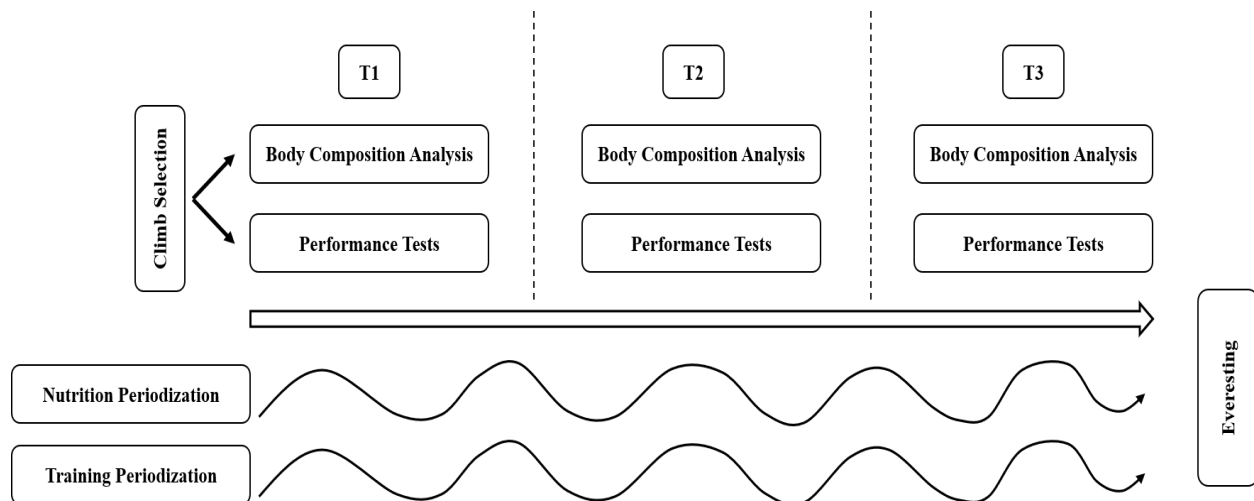 T1
T2
T3
Climb Selection
Body Composition Analysis
Body Composition Analysis
Body Composition Analysis
Performance Tests
Performance Tests
Performance Tests
Everesting
Nutrition Periodization
Training Periodization